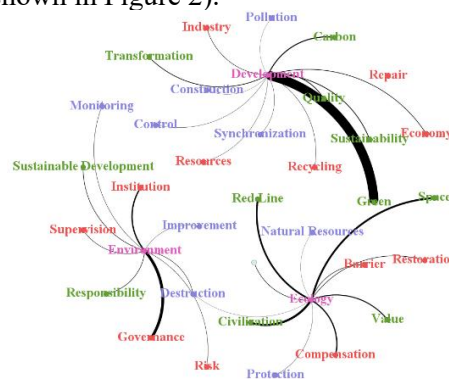 shown in Figure 2).
Pollution
Industry
Carbon
Transformation
Development
Repair
Construction
Quality
Monitoring
Control
Synchronization
Sustainability
Economy
Resources
Recycling
Sustainable Development
Institution
Red Line
Green
Space
Supervision
Improvement
Natural Resources
Envyranment
Barrier
Restoration
Responsibility
Destruction
Ecology
Civilization
Value
Governance
Compensation
Risk
Protection